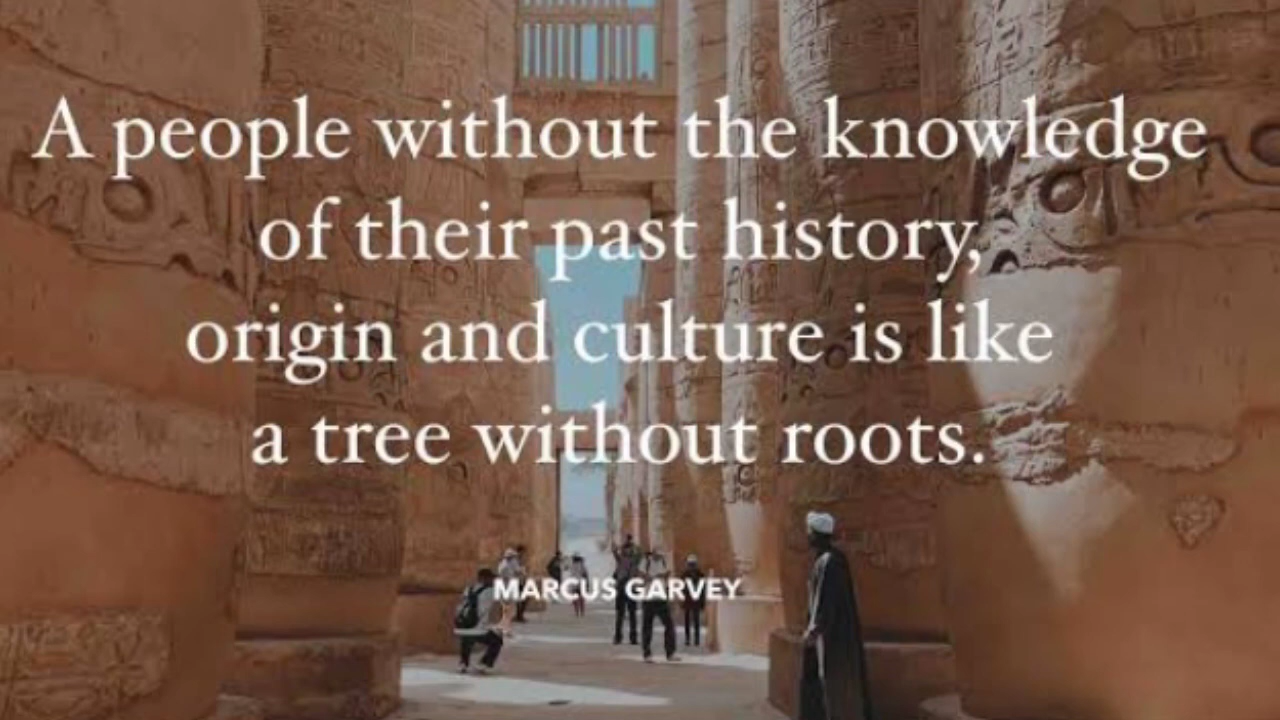 A people without the knowledge
of their past history,
origin and culture is like
a tree without roots.
MARCUS GARVEY